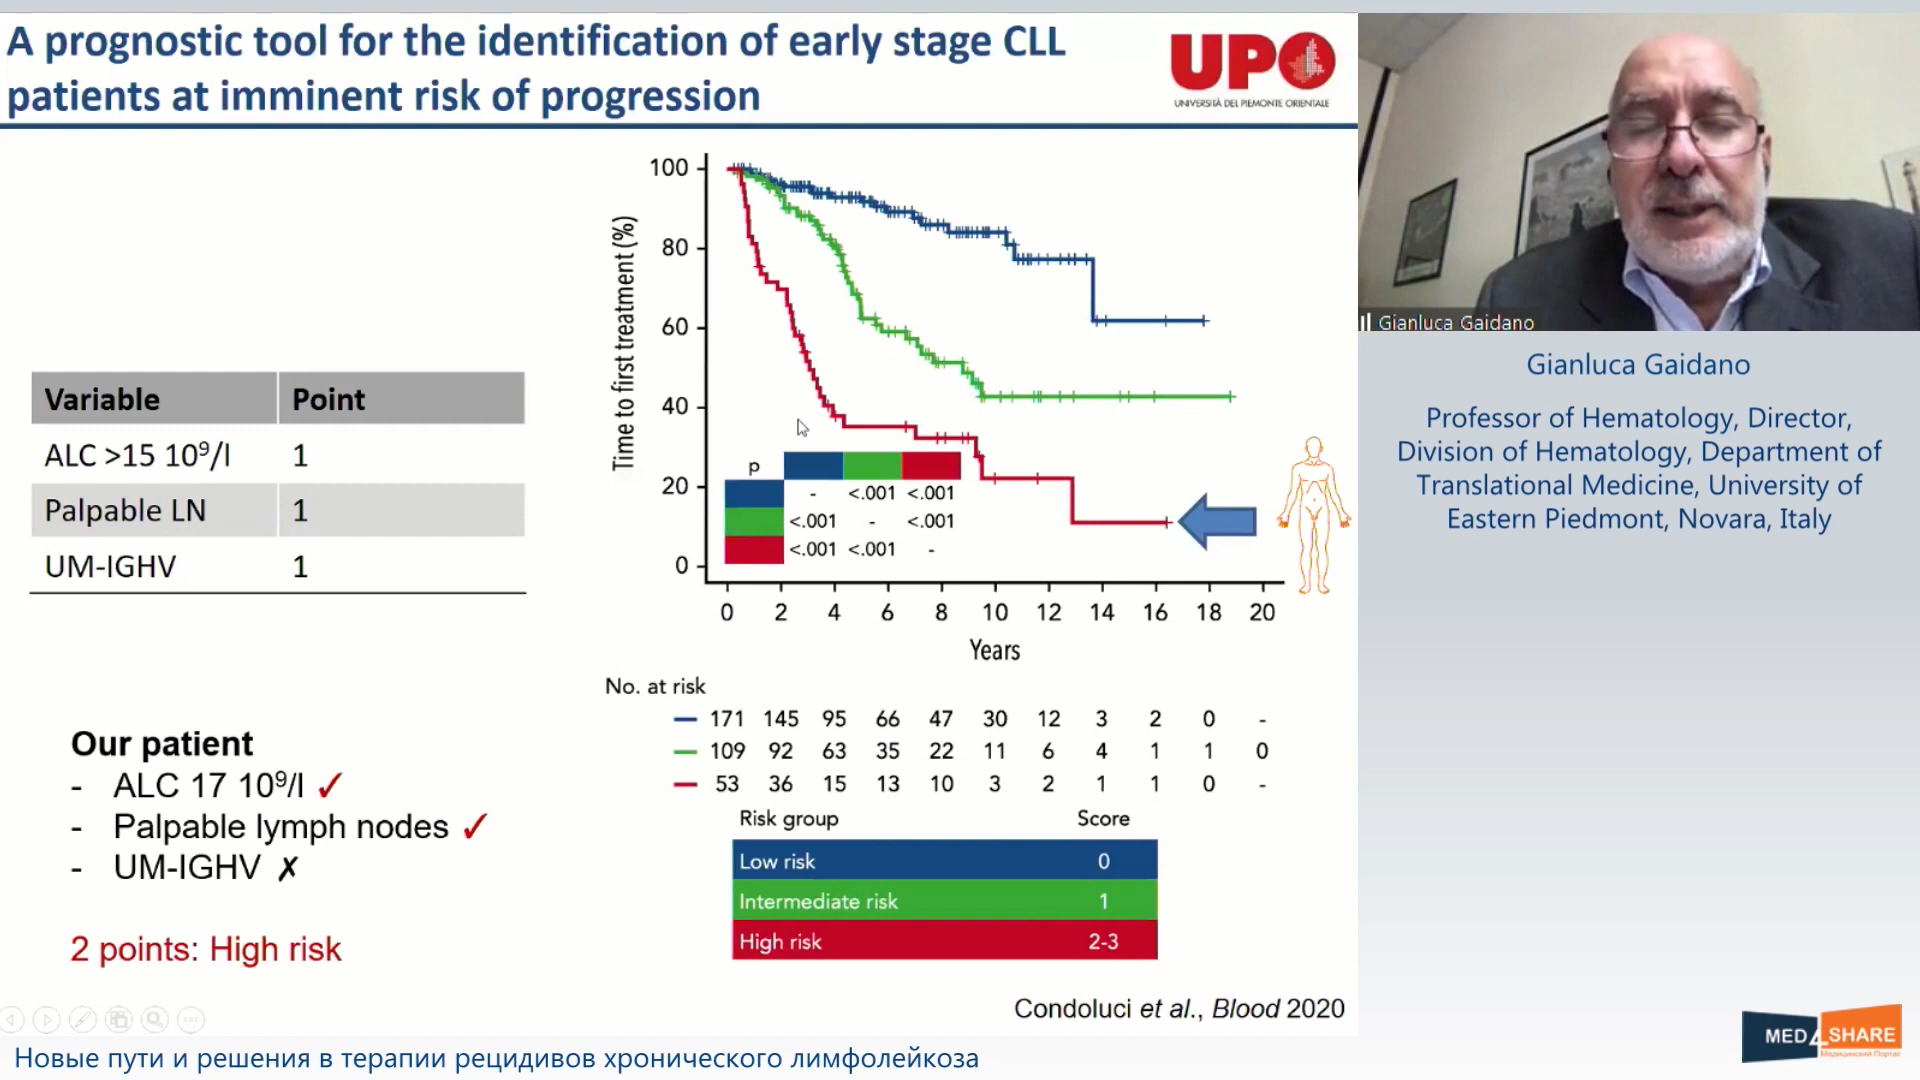 A prognostic tool for the identification of early stage CLL
patients at imminent risk of progression
UPO
UNIVERSITÀ DEL PIEMONTE ORIENTALE
Variable Point
ALC >15 10⁹/l 1
Palpable LN 1
UM-IGHV 1
Our patient
- ALC 17 10⁹/l ✓
- Palpable lymph nodes ✓
- UM-IGHV ✗
2 points: High risk
Time to first treatment (%)
100
80
60
40
20
0
p
- <.001 <.001
<.001 - <.001
<.001 <.001 -
0 2 4 6 8 10 12 14 16 18 20
Years
No. at risk
171 145 95 66 47 30 12 3 2 0 -
109 92 63 35 22 11 6 4 1 1 0
53 36 15 13 10 3 2 1 1 0 -
Risk group Score
Low risk 0
Intermediate risk 1
High risk 2-3
Condoluci et al., Blood 2020
Gianluca Gaidano
Gianluca Gaidano
Professor of Hematology, Director,
Division of Hematology, Department of
Translational Medicine, University of
Eastern Piedmont, Novara, Italy
MED4SHARE
Медицинский Портал
Новые пути и решения в терапии рецидивов хронического лимфолейкоза